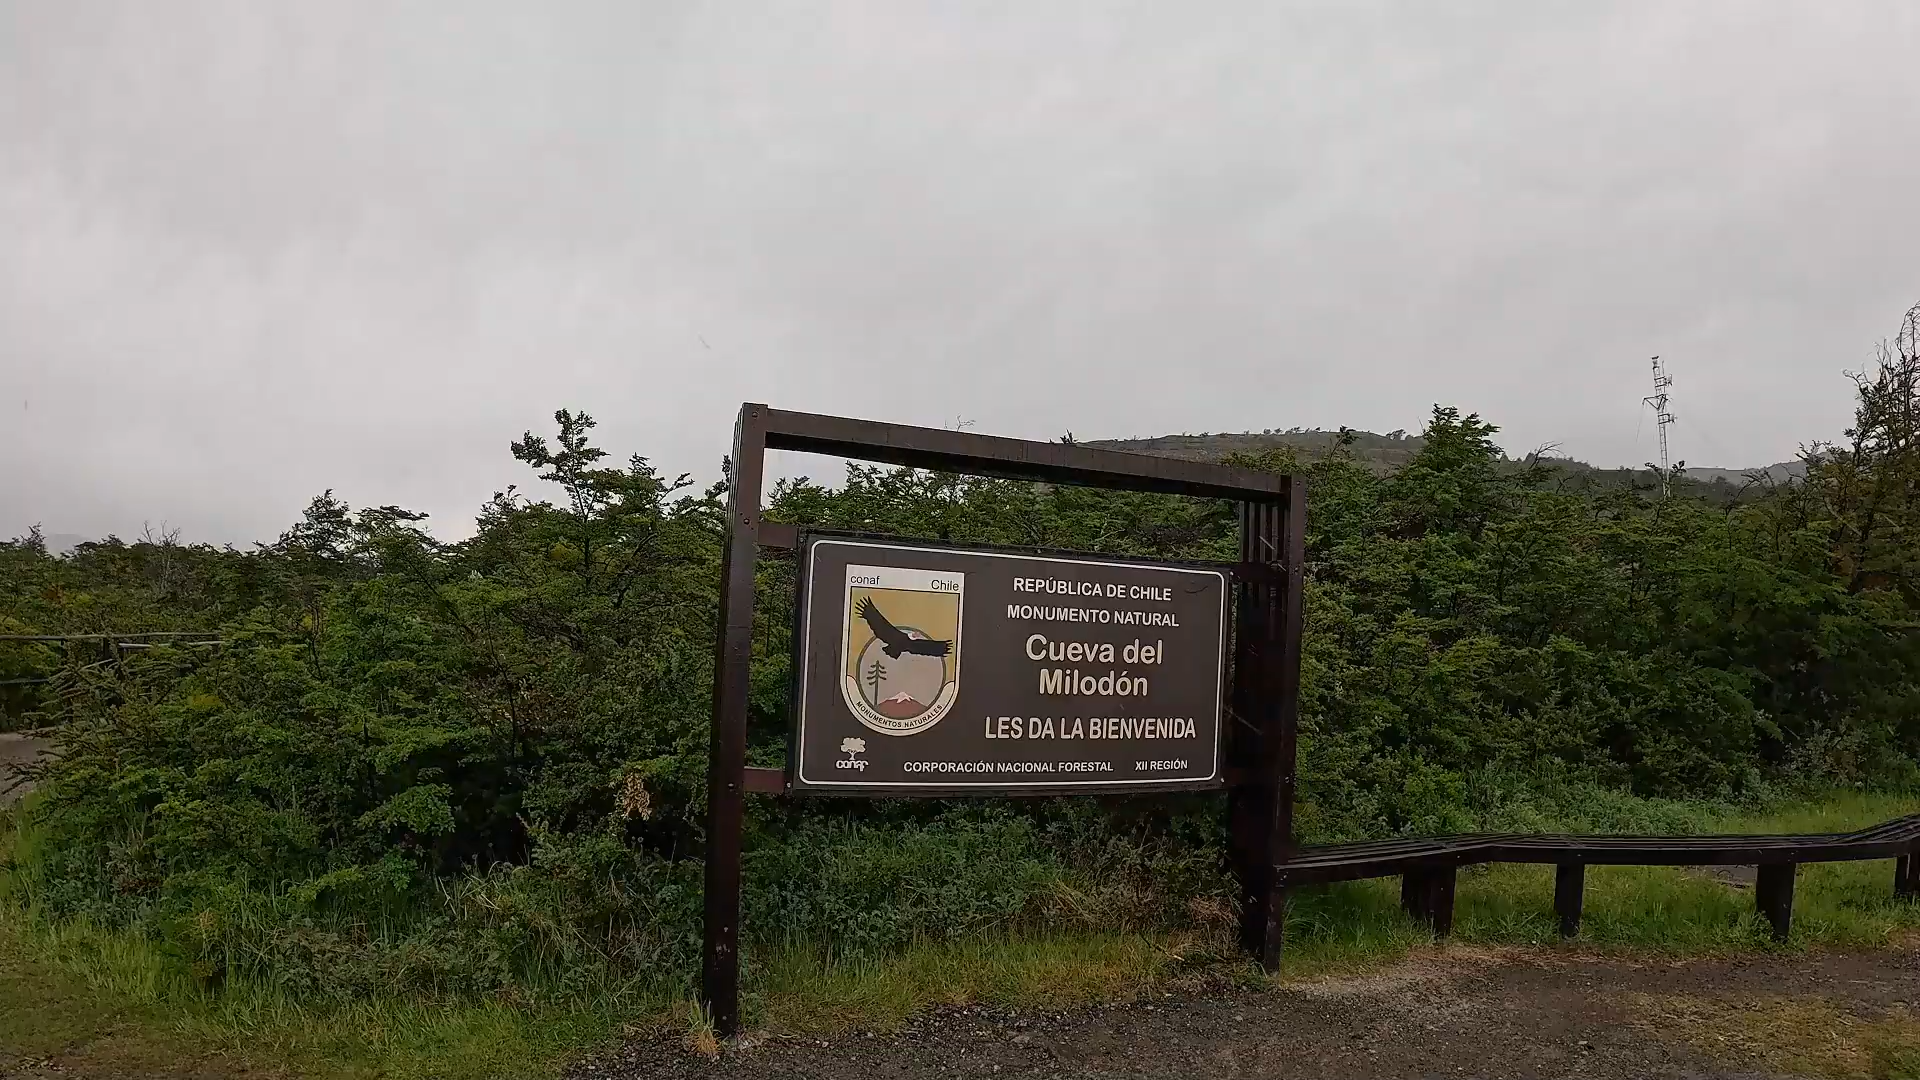 conaf Chile
MONUMENTOS NATURALES
conaf
REPÚBLICA DE CHILE
MONUMENTO NATURAL
Cueva del
Milodón
LES DA LA BIENVENIDA
CORPORACIÓN NACIONAL FORESTAL XII REGIÓN